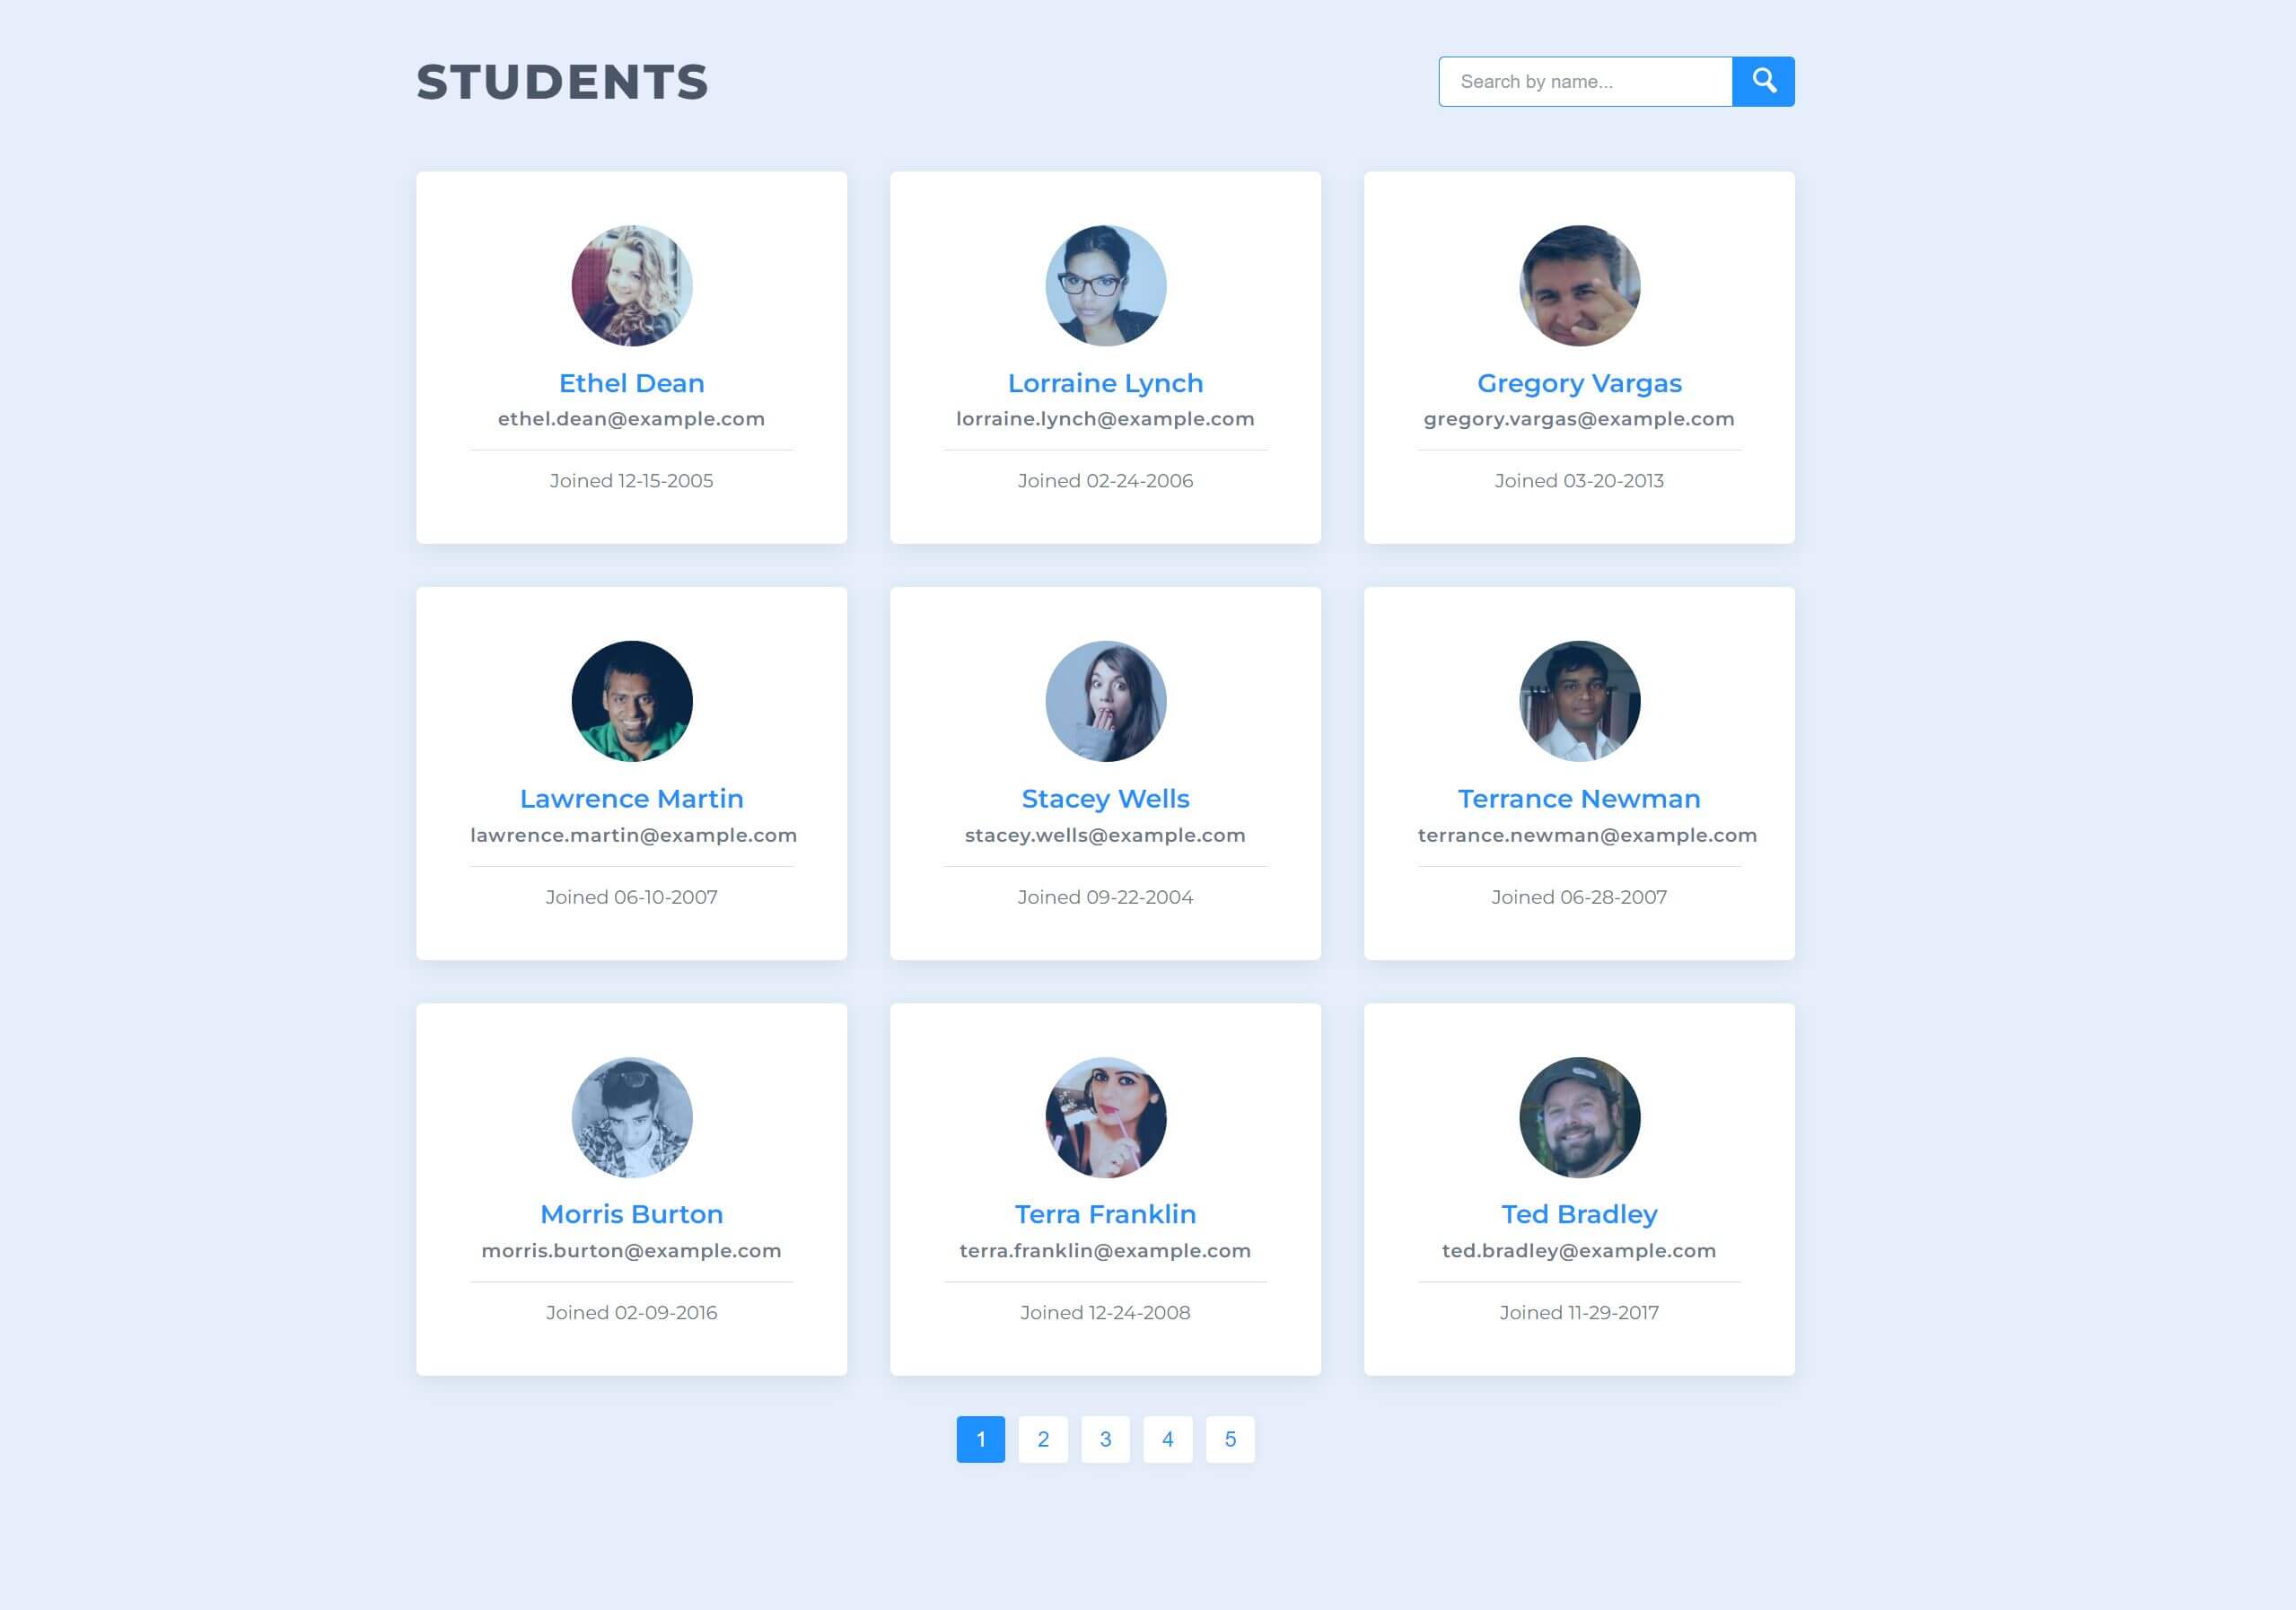 STUDENTS
Search by name...
Ethel Dean
ethel.dean@example.com
Joined 12-15-2005
Lorraine Lynch
lorraine.lynch@example.com
Joined 02-24-2006
Gregory Vargas
gregory.vargas@example.com
Joined 03-20-2013
Lawrence Martin
lawrence.martin@example.com
Joined 06-10-2007
Stacey Wells
stacey.wells@example.com
Joined 09-22-2004
Terrance Newman
terrance.newman@example.com
Joined 06-28-2007
Morris Burton
morris.burton@example.com
Joined 02-09-2016
Terra Franklin
terra.franklin@example.com
Joined 12-24-2008
Ted Bradley
ted.bradley@example.com
Joined 11-29-2017
1 2 3 4 5